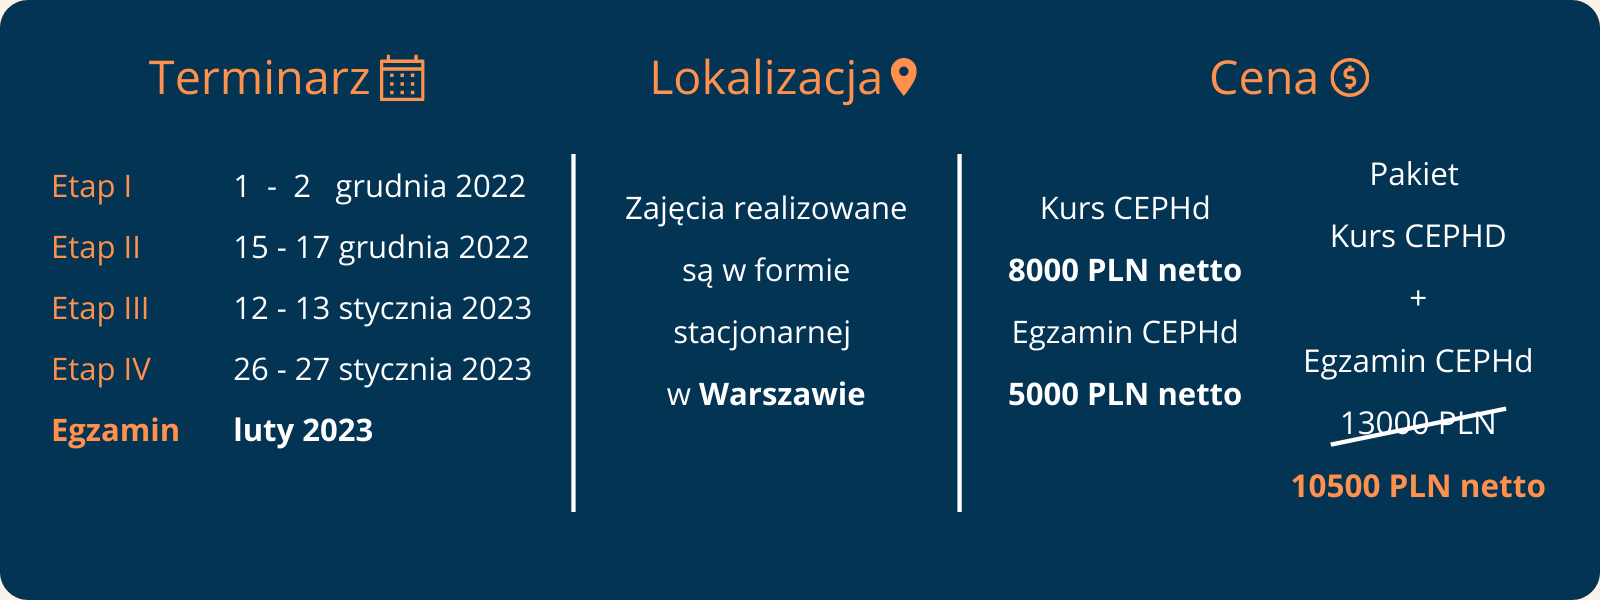 Terminarz
Etap I 1 - 2 grudnia 2022
Etap II 15 - 17 grudnia 2022
Etap III 12 - 13 stycznia 2023
Etap IV 26 - 27 stycznia 2023
Egzamin luty 2023
Lokalizacja
Zajęcia realizowane
są w formie
stacjonarnej
w Warszawie
Cena
Kurs CEPHd
8000 PLN netto
Egzamin CEPHd
5000 PLN netto
Pakiet
Kurs CEPHD
+
Egzamin CEPHd
13000 PLN
10500 PLN netto